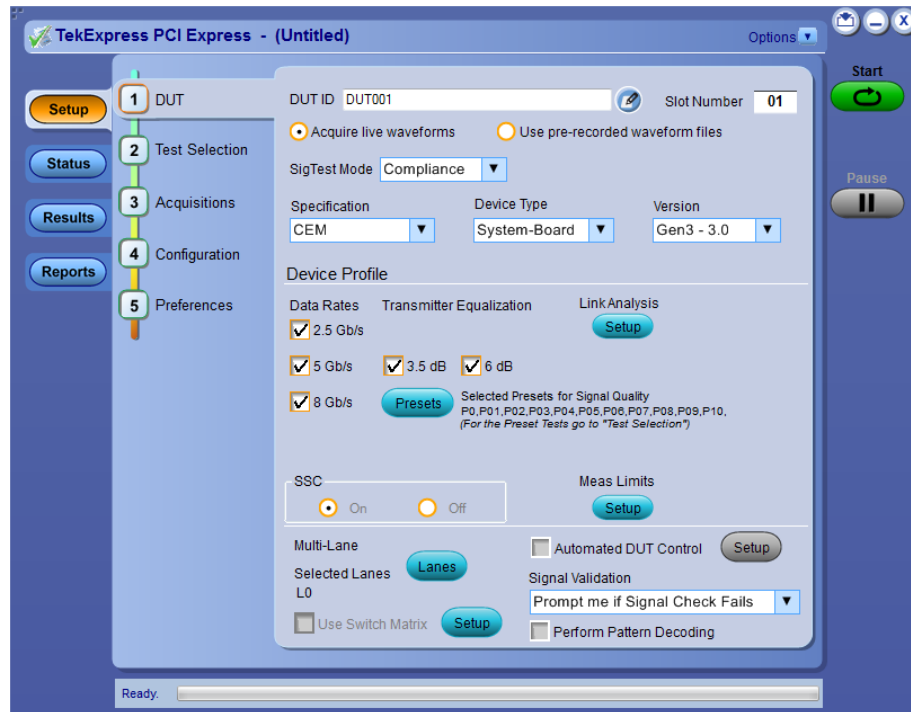 TekExpress PCI Express - (Untitled)
Options
x
Start
Setup
Status
Results
Reports
Pause
1 DUT
2 Test Selection
3 Acquisitions
4 Configuration
5 Preferences
DUT ID DUT001 Slot Number 01
Acquire live waveforms Use pre-recorded waveform files
SigTest Mode Compliance
Specification Device Type Version
CEM System-Board Gen3 - 3.0
Device Profile
Data Rates Transmitter Equalization Link Analysis
2.5 Gb/s Setup
5 Gb/s 3.5 dB 6 dB
8 Gb/s Presets Selected Presets for Signal Quality
P0,P01,P02,P03,P04,P05,P06,P07,P08,P09,P10,
(For the Preset Tests go to "Test Selection")
SSC Meas Limits
On Off Setup
Multi-Lane
Selected Lanes Lanes
L0
Use Switch Matrix Setup
Automated DUT Control Setup
Signal Validation
Prompt me if Signal Check Fails
Perform Pattern Decoding
Ready.